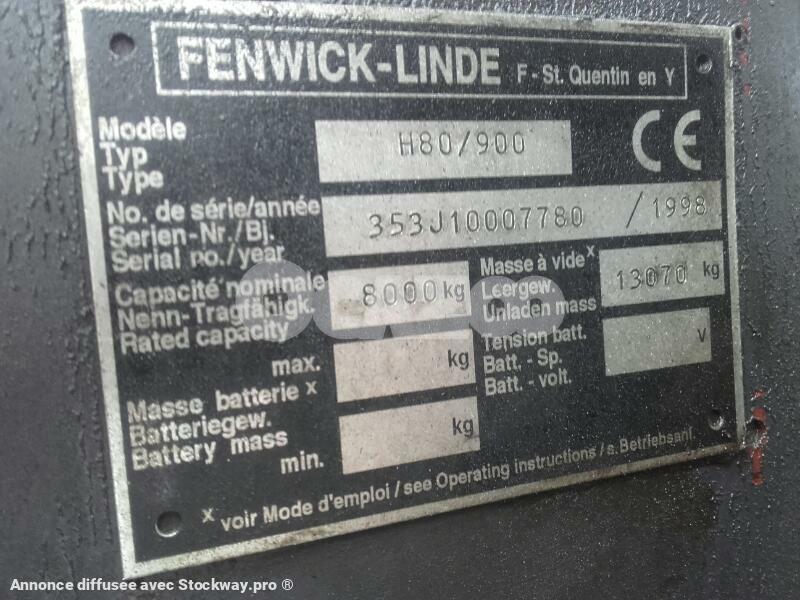 FENWICK-LINDE F - St. Quentin en Y
Modèle
Typ
Type
H80/900
CE
No. de série/année
Serien-Nr./Bj.
Serial no./year
353J10007780 / 1998
Capacité nominale
Nehn-Tragfähigk.
Rated capacity
8000 kg
Masse à vide x
Leergew.
Unladen mass
13070 kg
max.
kg
Tension batt.
Batt. - Sp.
Batt. - volt.
V
Masse batterie x
Batteriegew.
Battery mass
min.
kg
x voir Mode d'emploi / see Operating instructions / s. Betriebsanl.
Annonce diffusée avec Stockway.pro ®